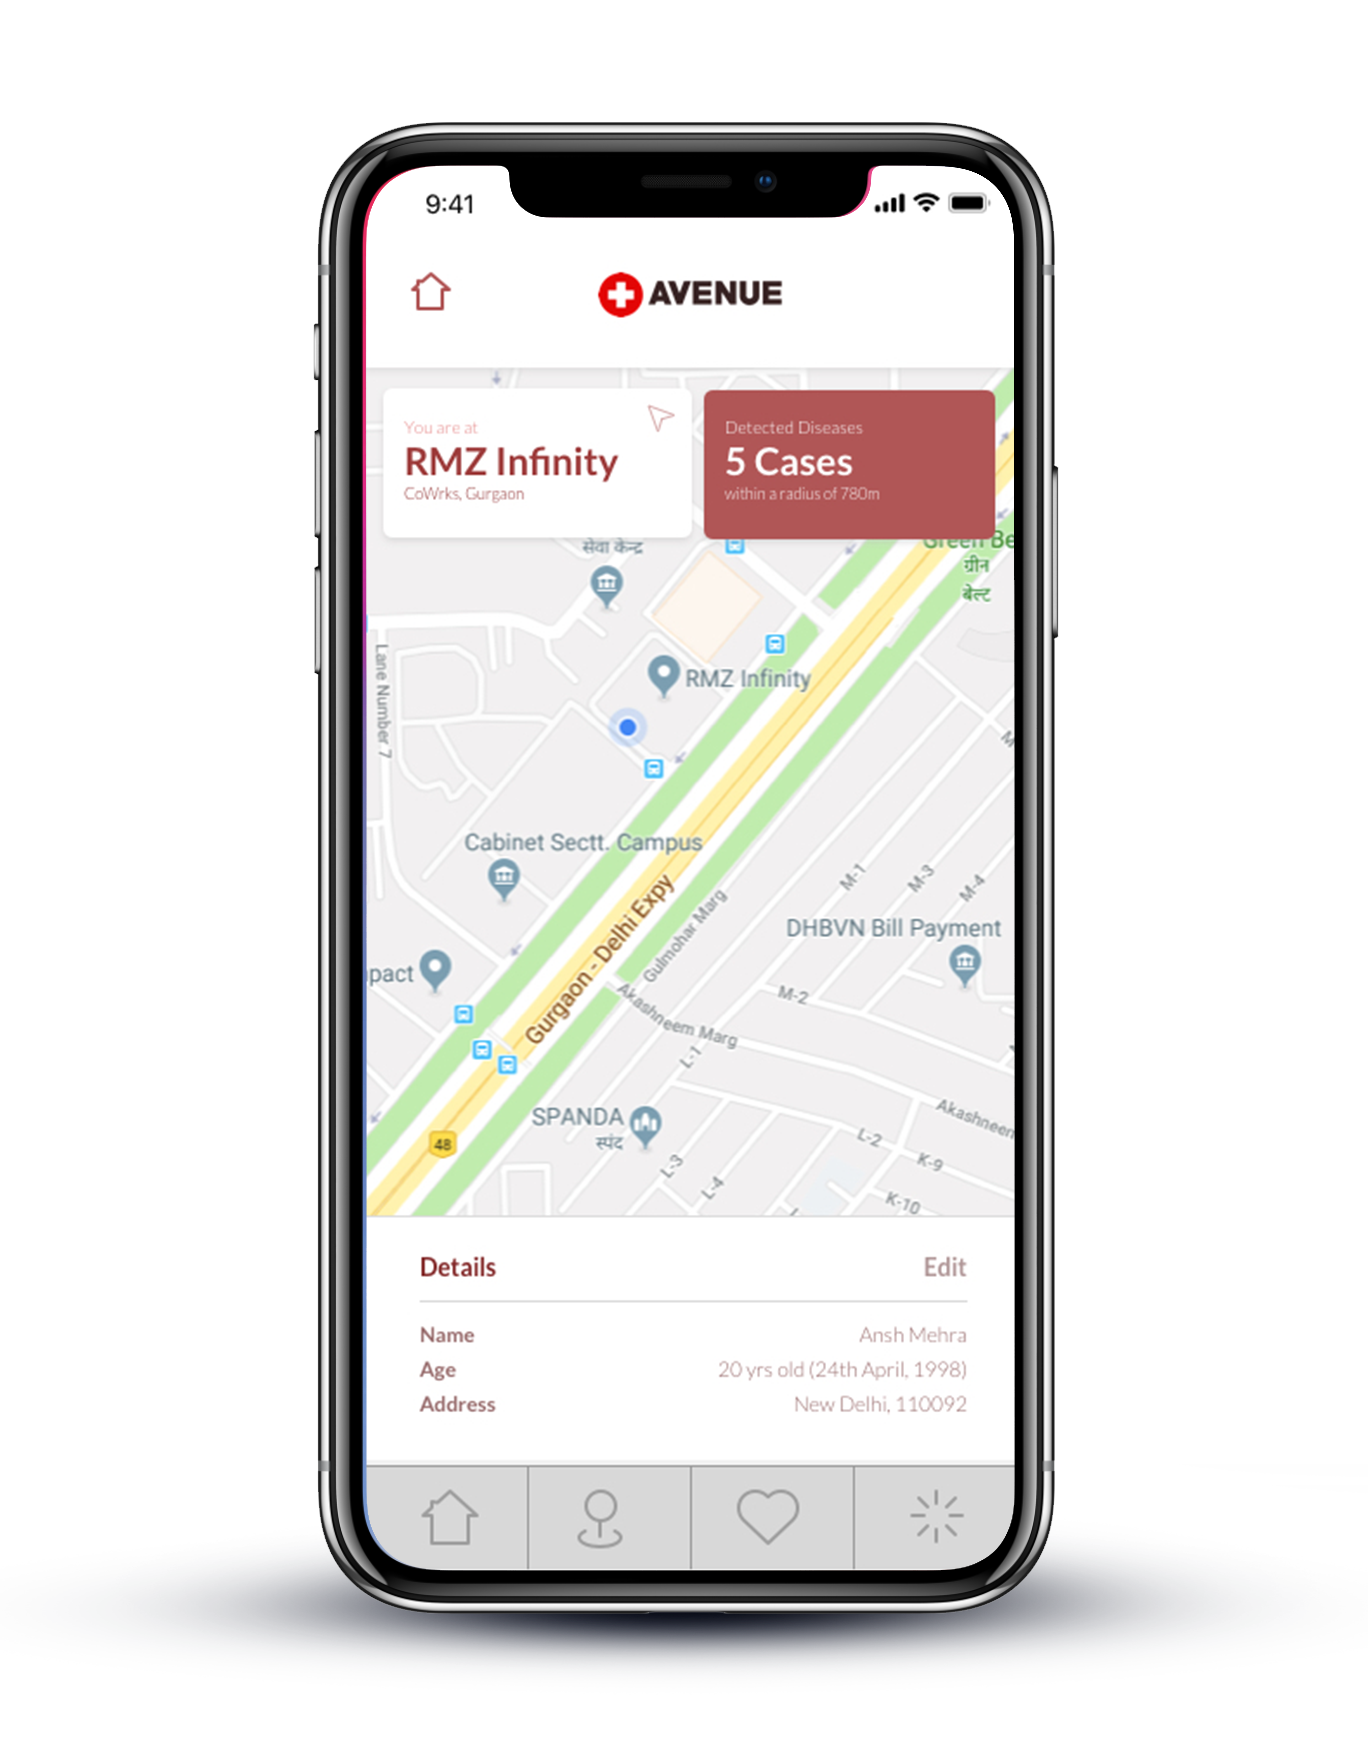 9:41
AVENUE
You are at
RMZ Infinity
CoWrks, Gurgaon
Detected Diseases
5 Cases
within a radius of 780m
सेवा केन्द्र
Green Be
ग्रीन
बेल्ट
Lane Number 7
RMZ Infinity
Cabinet Sectt. Campus
Gurgaon - Delhi Expy
Gulmohar Marg
M-1
M-3
M-4
DHBVN Bill Payment
pact
M-2
Akashneem Marg
L-1
SPANDA
स्पंद
48
Akashneen
L-2
K-9
L-3
L-4
K-10
Details
Edit
Name
Ansh Mehra
Age
20 yrs old (24th April, 1998)
Address
New Delhi, 110092